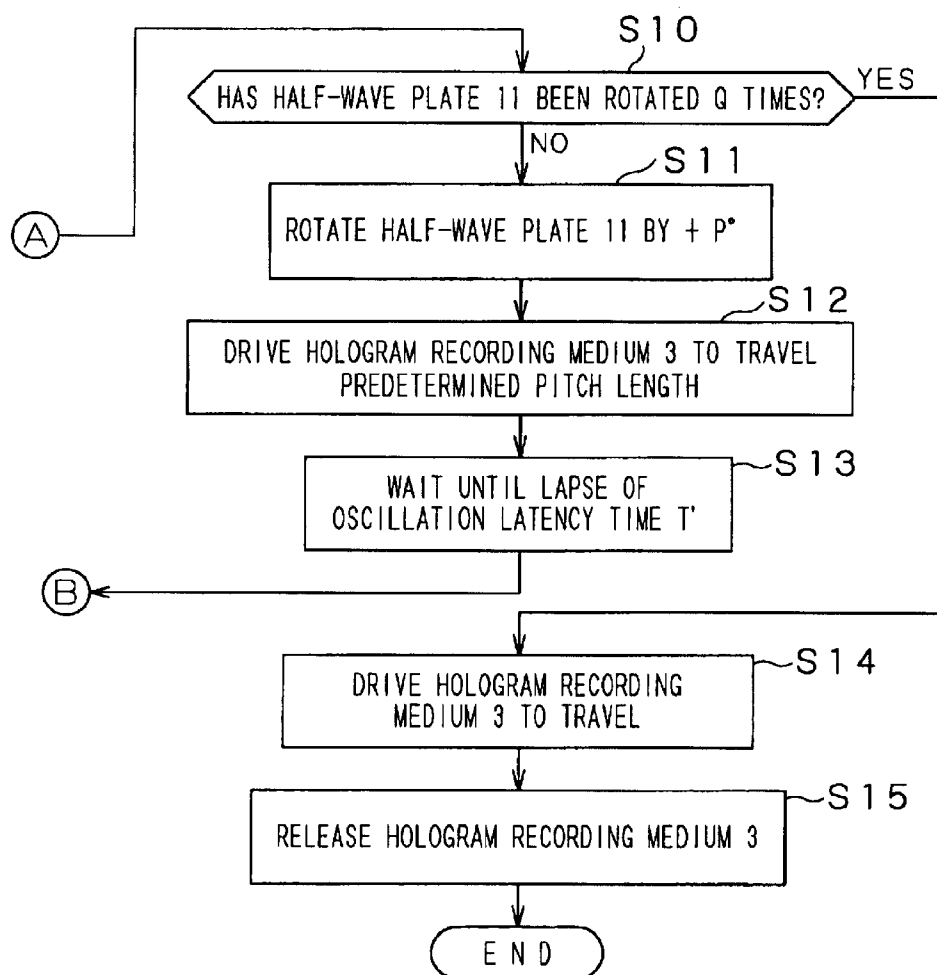 S10
HAS HALF-WAVE PLATE 11 BEEN ROTATED Q TIMES?
YES
NO
S11
A
ROTATE HALF-WAVE PLATE 11 BY + P°
S12
DRIVE HOLOGRAM RECORDING MEDIUM 3 TO TRAVEL
PREDETERMINED PITCH LENGTH
S13
WAIT UNTIL LAPSE OF
OSCILLATION LATENCY TIME T'
B
S14
DRIVE HOLOGRAM RECORDING
MEDIUM 3 TO TRAVEL
S15
RELEASE HOLOGRAM RECORDING MEDIUM 3
END